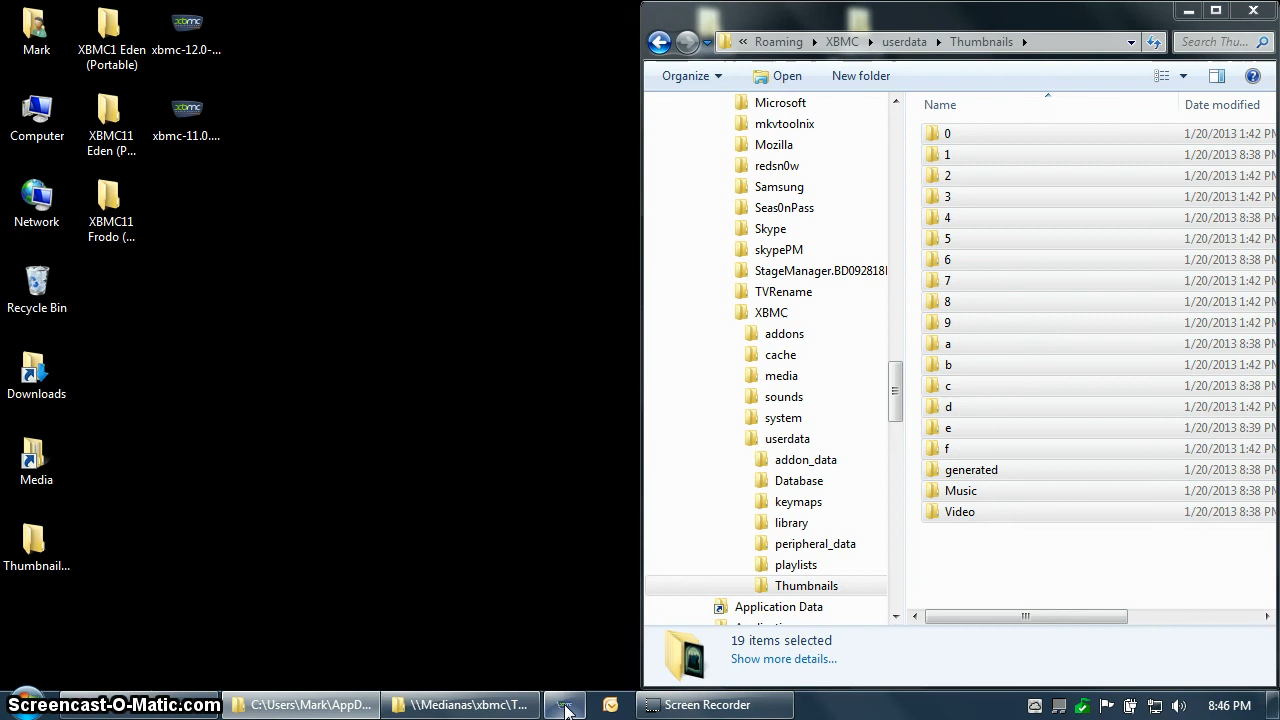 Mark
XBMC1 Eden
(Portable)
xbmc
xbmc-12.0-...
Computer
XBMC11
Eden (P...
xbmc
xbmc-11.0....
Network
XBMC11
Frodo (...
Recycle Bin
Downloads
Media
Thumbnail...
« Roaming XBMC userdata Thumbnails
Search Thu...
Organize Open New folder
Microsoft
mkvtoolnix
Mozilla
redsn0w
Samsung
Seas0nPass
Skype
skypePM
StageManager.BD092818
TVRename
XBMC
addons
cache
media
sounds
system
userdata
addon_data
Database
keymaps
library
peripheral_data
playlists
Thumbnails
Application Data
Name Date modified
0 1/20/2013 1:42 PM
1 1/20/2013 8:38 PM
2 1/20/2013 1:42 PM
3 1/20/2013 1:42 PM
4 1/20/2013 8:38 PM
5 1/20/2013 1:42 PM
6 1/20/2013 8:38 PM
7 1/20/2013 1:42 PM
8 1/20/2013 1:42 PM
9 1/20/2013 1:42 PM
a 1/20/2013 8:38 PM
b 1/20/2013 1:42 PM
c 1/20/2013 8:38 PM
d 1/20/2013 1:42 PM
e 1/20/2013 8:39 PM
f 1/20/2013 1:42 PM
generated 1/20/2013 8:38 PM
Music 1/20/2013 8:38 PM
Video 1/20/2013 8:38 PM
19 items selected
Show more details...
Screencast-O-Matic.com
C:\Users\Mark\AppD...
\\Medianas\xbmc\T...
Screen Recorder
8:46 PM